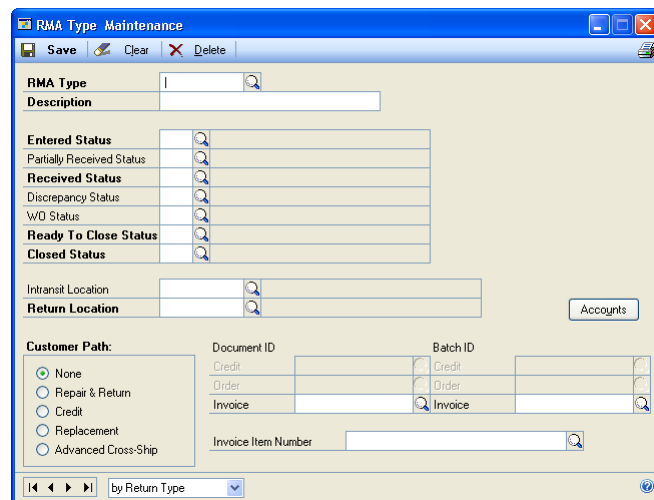 RMA Type Maintenance
Save Clear Delete
RMA Type
Description
Entered Status
Partially Received Status
Received Status
Discrepancy Status
WO Status
Ready To Close Status
Closed Status
Intransit Location
Return Location
Accounts
Customer Path: Document ID Batch ID
None Credit Credit
Repair & Return Order Order
Credit Invoice Invoice
Replacement
Advanced Cross-Ship Invoice Item Number
by Return Type